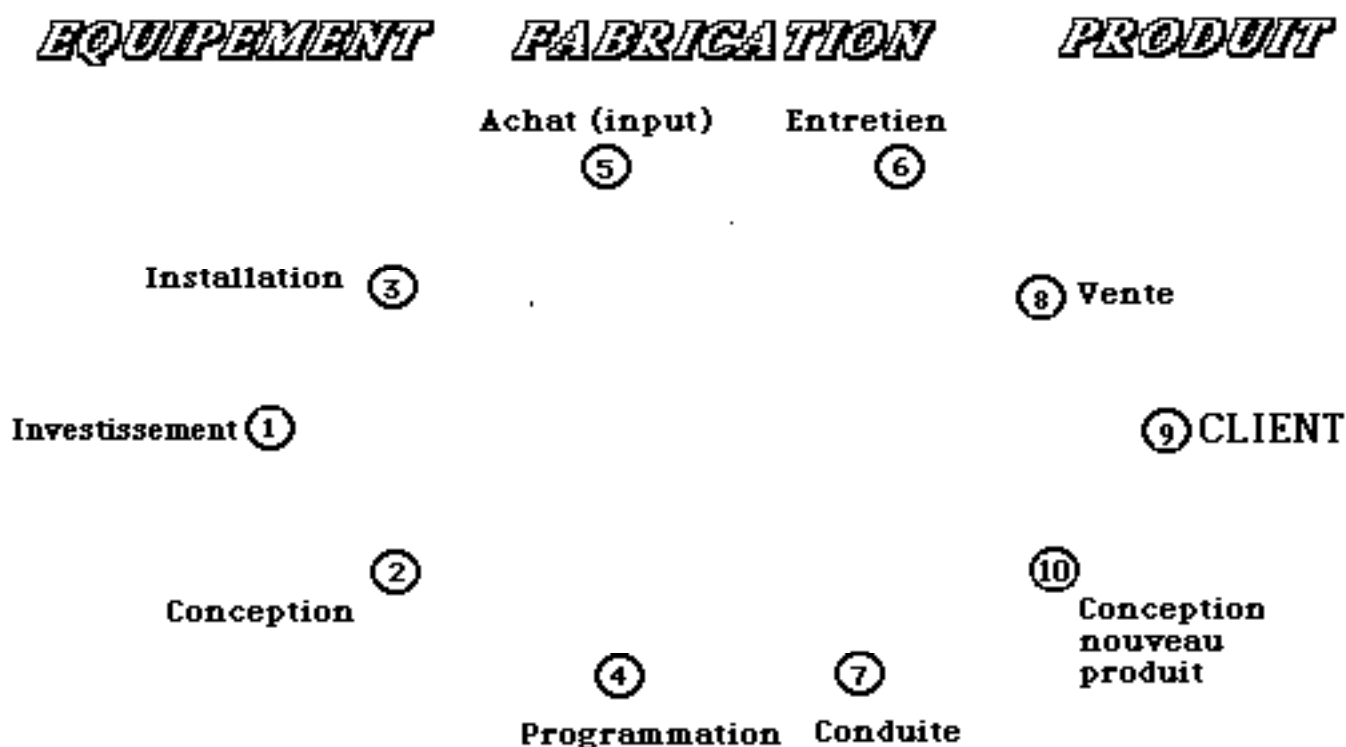 EQUIPEMENT FABRICATION PRODUIT
Achat (input) Entretien
5 6
Installation 3 8 Vente
Investissement 1 9 CLIENT
2 10
Conception Conception
nouveau
produit
4 7
Programmation Conduite